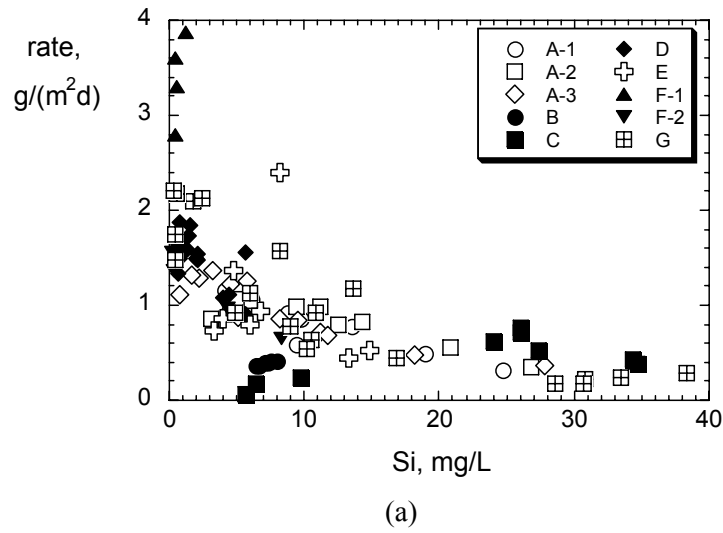 rate,
g/(m²d)
4
3
2
1
0
0 10 20 30 40
Si, mg/L
A-1 D
A-2 E
A-3 F-1
B F-2
C G
(a)